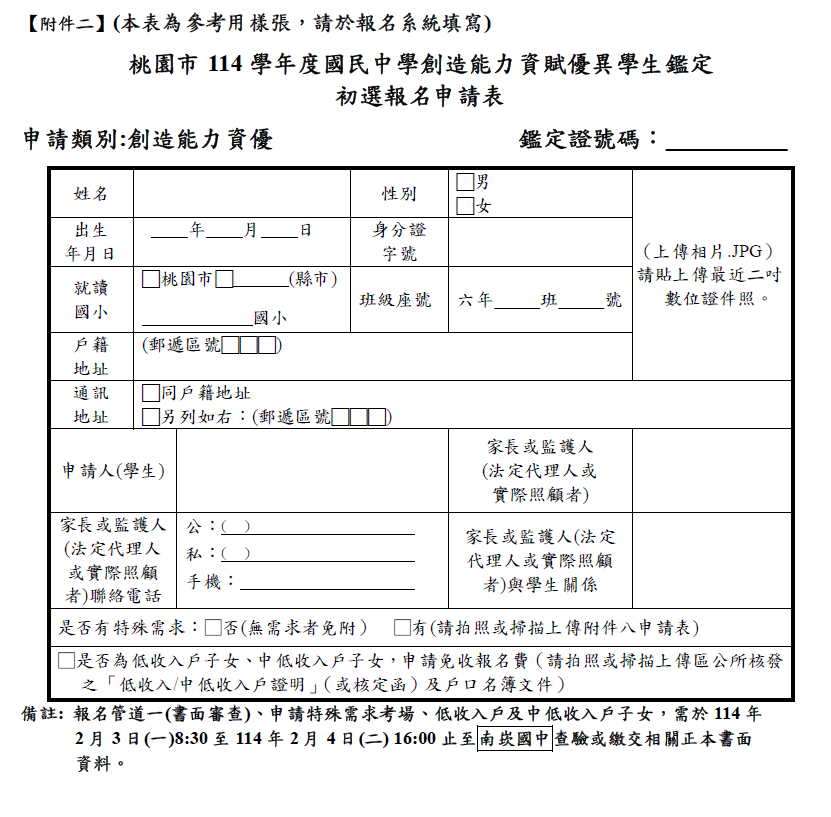 【附件二】(本表為參考用樣張，請於報名系統填寫)
桃園市 114 學年度國民中學創造能力資賦優異學生鑑定
初選報名申請表
申請類別:創造能力資優 鑑定證號碼：________
姓名 性別 □男
□女
出生
年月日 ____年____月____日 身分證
字號
（上傳相片.JPG）
請貼上傳最近二吋
數位證件照。
就讀
國小 □桃園市□______(縣市)
____________國小
班級座號 六年_____班_____號
戶籍
地址 (郵遞區號□□□)
通訊
地址 □同戶籍地址
□另列如右：(郵遞區號□□□)
申請人(學生) 家長或監護人
(法定代理人或
實際照顧者)
家長或監護人
(法定代理人
或實際照顧
者)聯絡電話
公：( )
私：( )
手機：
家長或監護人(法定
代理人或實際照顧
者)與學生關係
是否有特殊需求：□否(無需求者免附） □有(請拍照或掃描上傳附件八申請表)
□是否為低收入戶子女、中低收入戶子女，申請免收報名費（請拍照或掃描上傳區公所核發
之「低收入/中低收入戶證明」（或核定函）及戶口名簿文件）
備註: 報名管道一(書面審查)、申請特殊需求考場、低收入戶及中低收入戶子女，需於 114 年
2 月 3 日(一)8:30 至 114 年 2 月 4 日(二) 16:00 止至南崁國中查驗或繳交相關正本書面
資料。